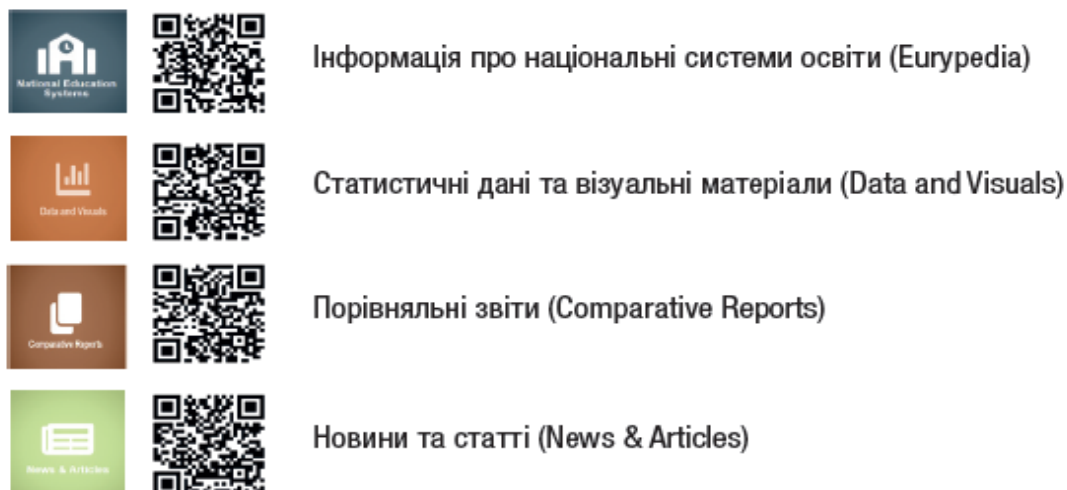 National Education
Systems
Інформація про національні системи освіти (Eurypedia)
Data and Visuals
Статистичні дані та візуальні матеріали (Data and Visuals)
Comparative Reports
Порівняльні звіти (Comparative Reports)
News & Articles
Новини та статті (News & Articles)